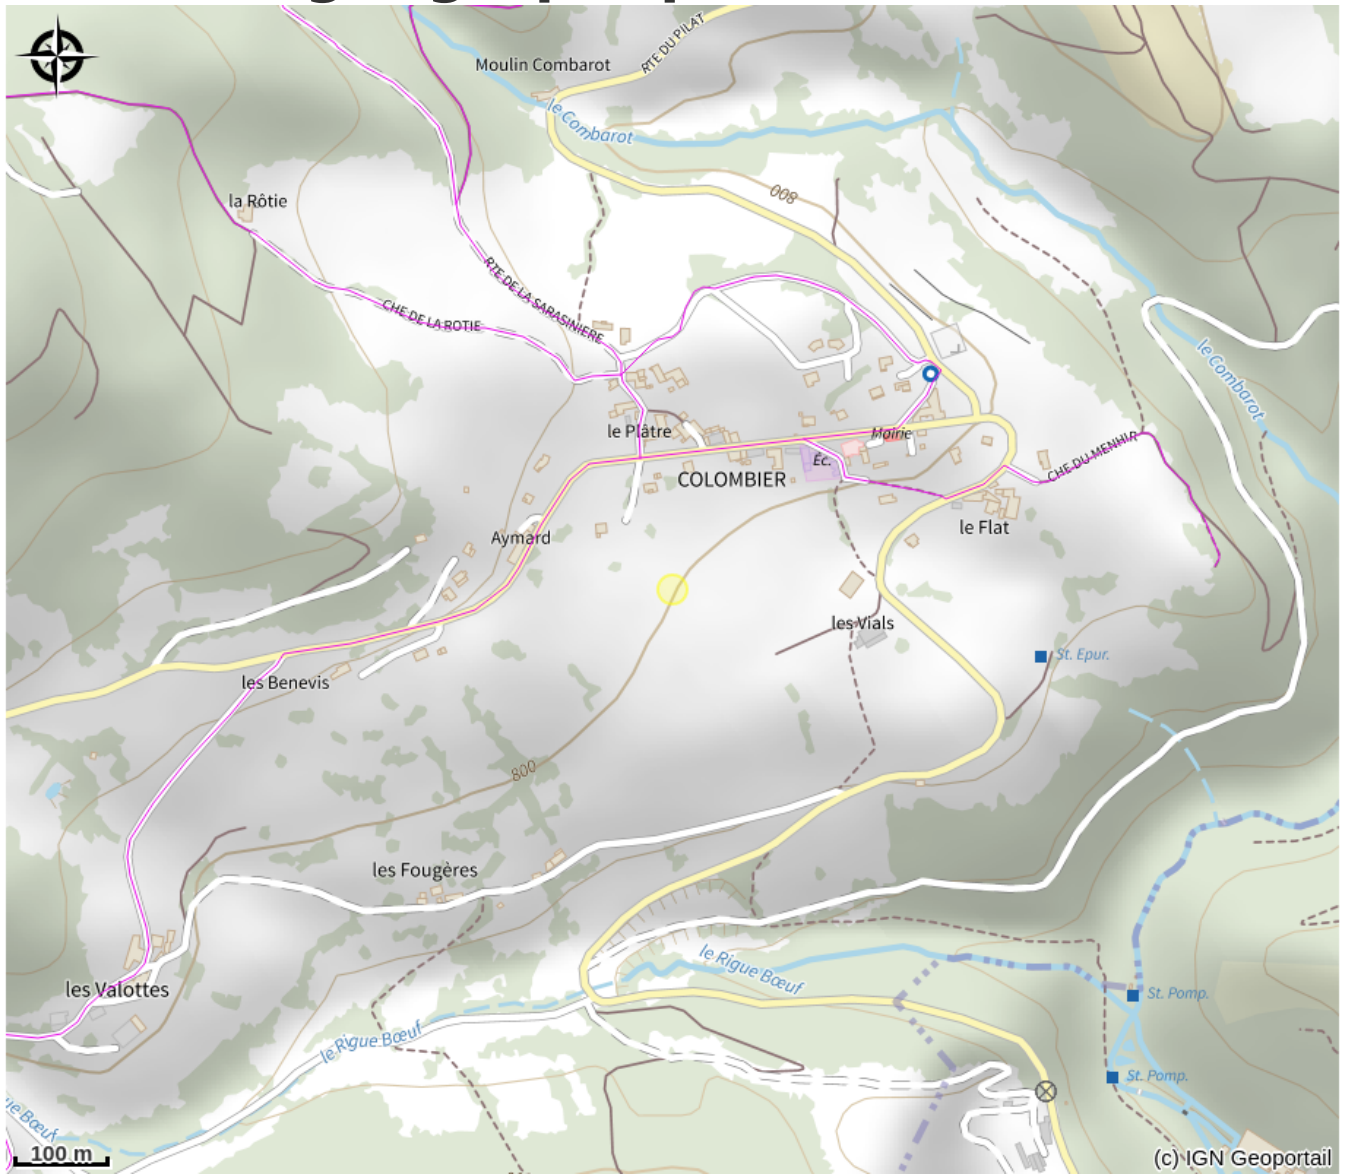 Moulin Combarot
RTE DU PILAT
le Combarot
008
la Rôtie
RTE DE LA SARASINIERE
CHE DE LA ROTIE
le Combarot
le Plâtre
Mairie
CHE DU MENHIR
Éc.
COLOMBIER
le Flat
Aymard
les Vials
St. Epur.
les Benevis
800
les Fougères
le Rigue Bœuf
les Valottes
St. Pomp.
le Rigue Bœuf
St. Pomp.
ue Bœuf
100 m
(c) IGN Geoportail